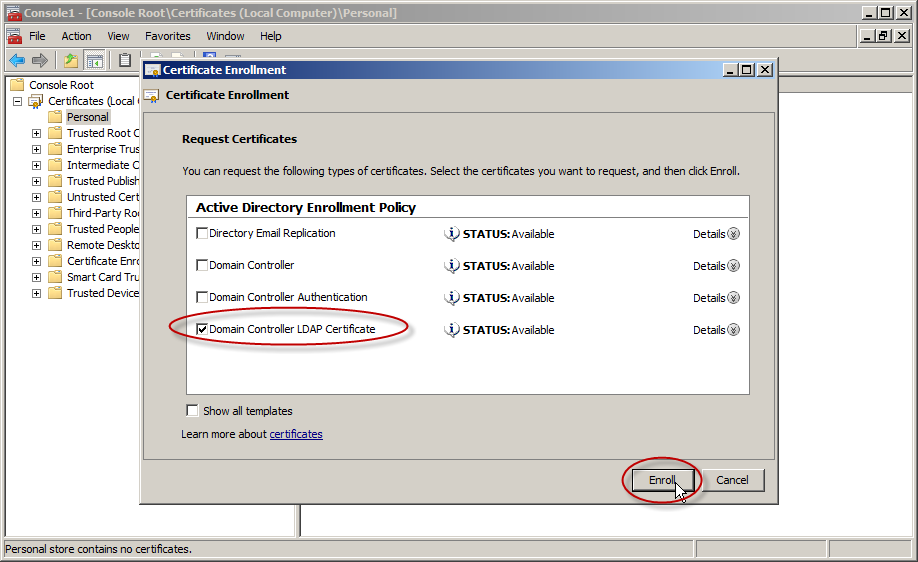 Console1 - [Console Root\Certificates (Local Computer)\Personal]
File Action View Favorites Window Help
Console Root
Certificates (Local
Personal
Trusted Root C
Enterprise Trus
Intermediate C
Trusted Publish
Untrusted Cert
Third-Party Roo
Trusted People
Remote Deskto
Certificate Enro
Smart Card Tru
Trusted Device
Certificate Enrollment
Certificate Enrollment
Request Certificates
You can request the following types of certificates. Select the certificates you want to request, and then click Enroll.
Active Directory Enrollment Policy
Directory Email Replication STATUS: Available Details
Domain Controller STATUS: Available Details
Domain Controller Authentication STATUS: Available Details
Domain Controller LDAP Certificate STATUS: Available Details
Show all templates
Learn more about certificates
Enroll Cancel
Personal store contains no certificates.